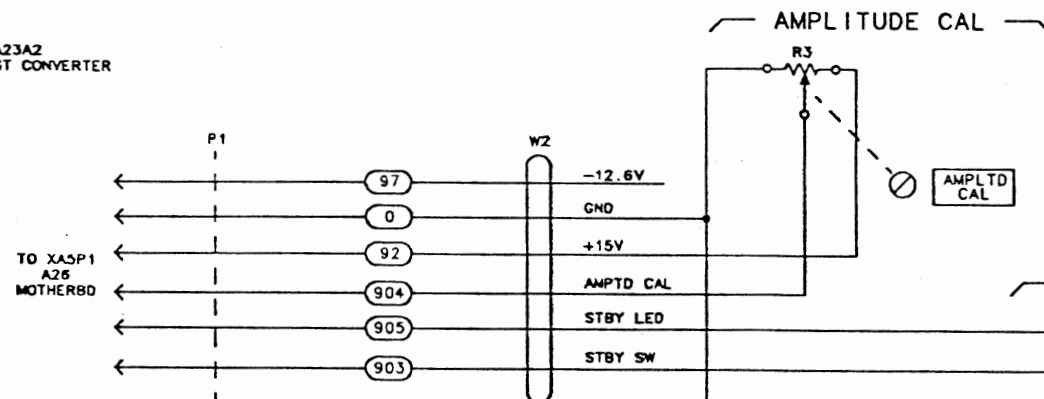 AMPLITUDE CAL
A23A2
ST CONVERTER
R3
P1
W2
97
-12.6V
AMPLTD
CAL
0
GND
92
+15V
TO XA5P1
A26
MOTHERBD
904
AMPTD CAL
905
STBY LED
903
STBY SW